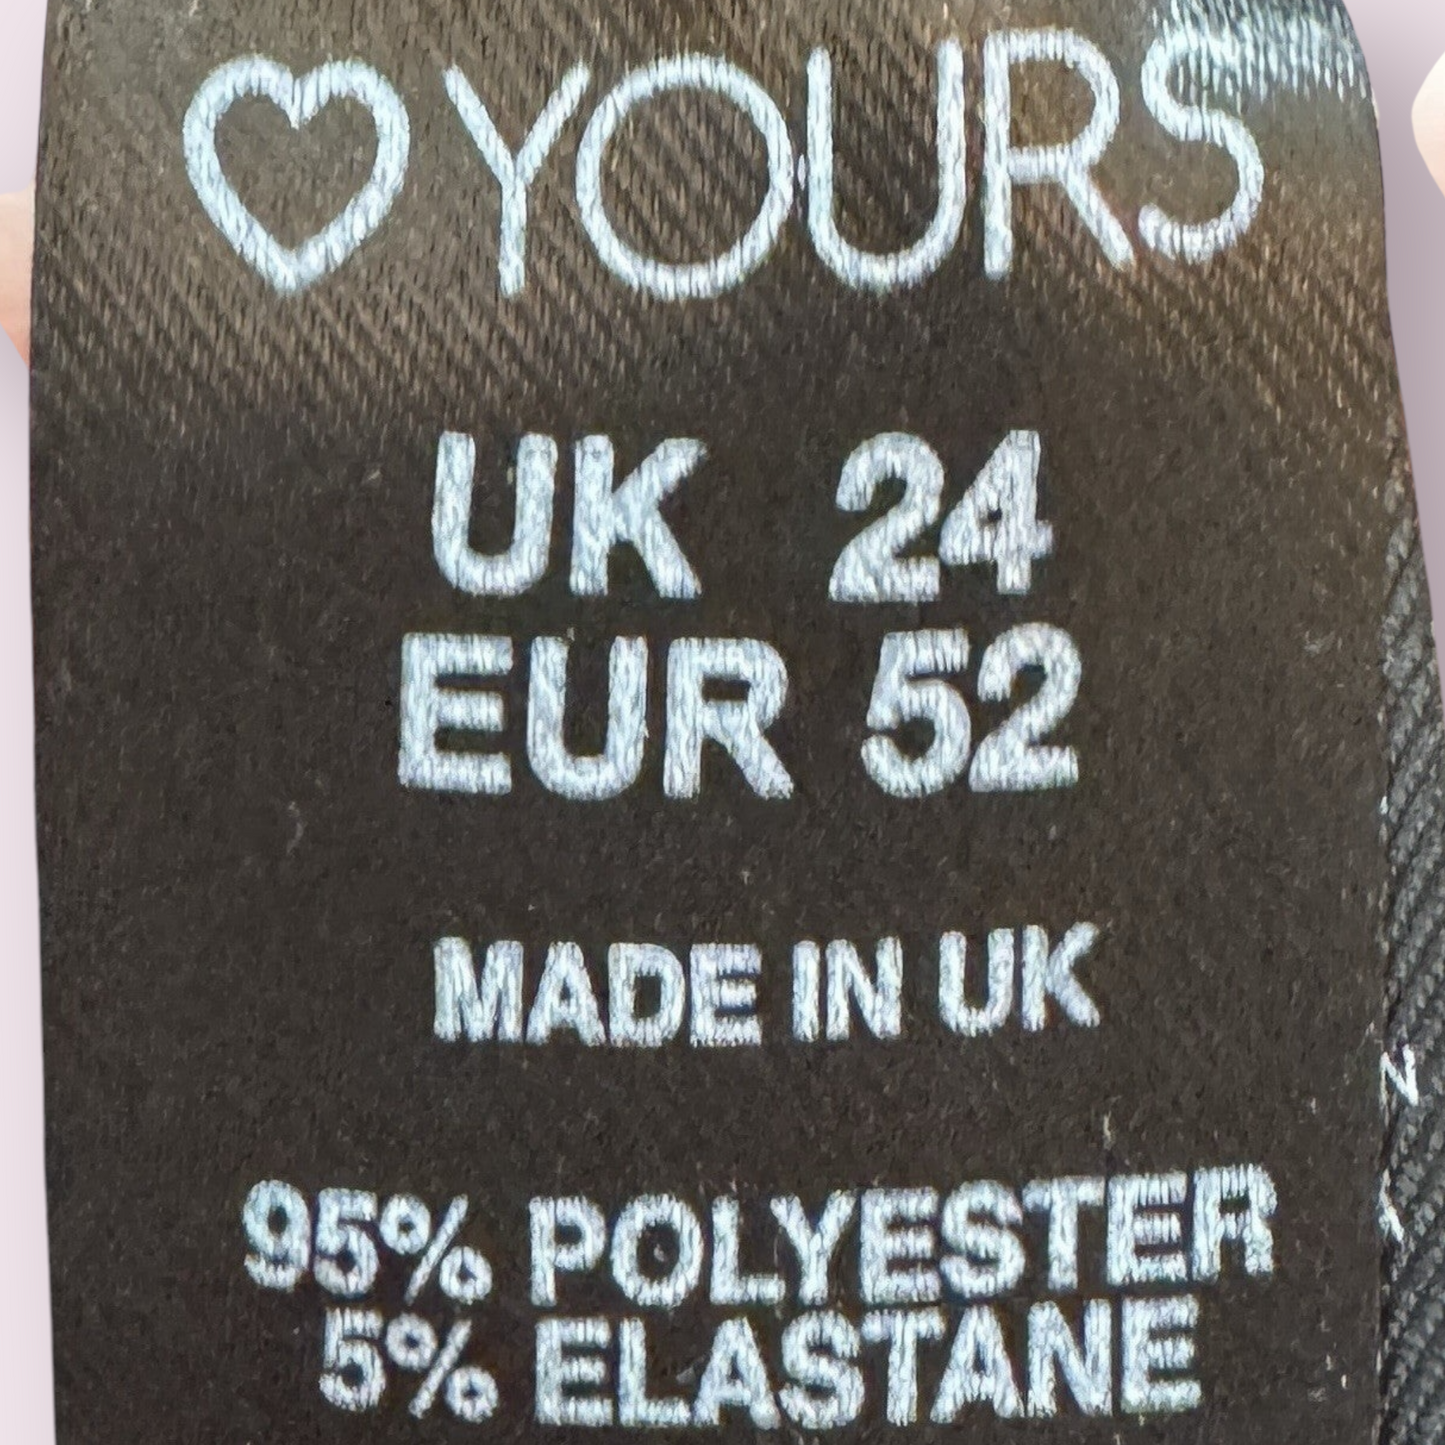 ♡YOURS
UK 24
EUR 52
MADE IN UK
95% POLYESTER
5% ELASTANE
N